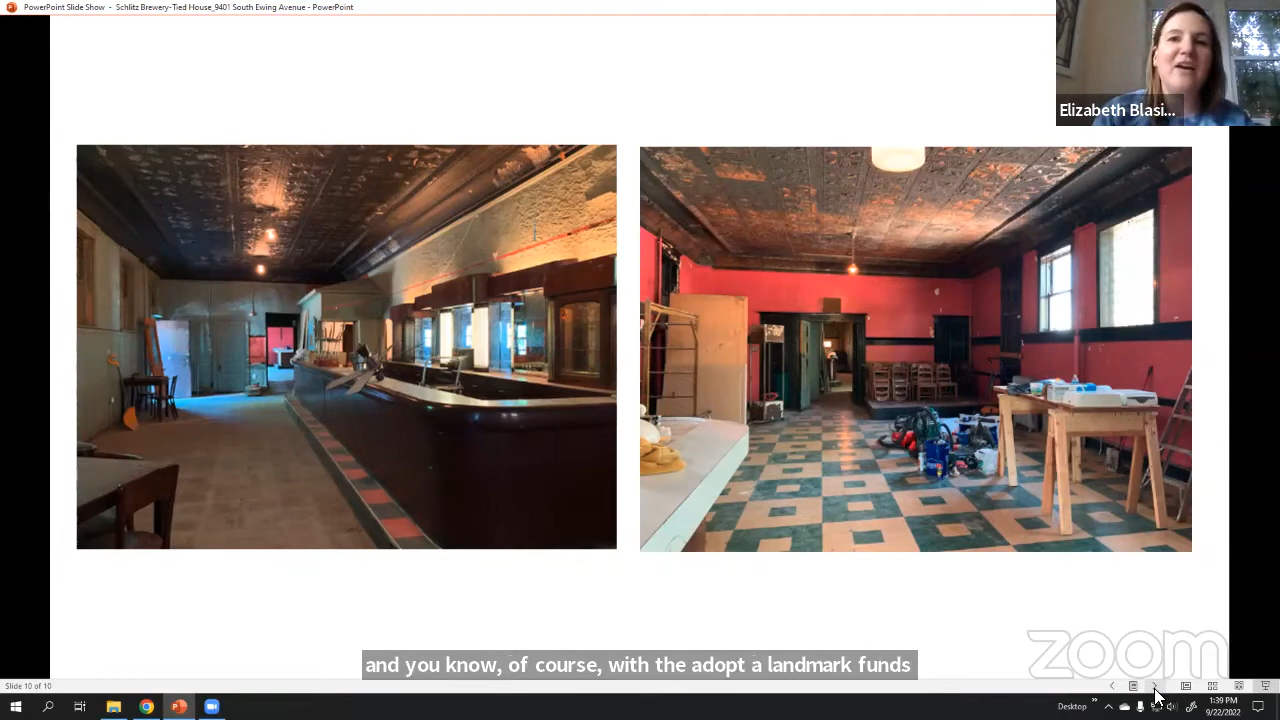 PowerPoint Slide Show - Schlitz Brewery-Tied House_9401 South Ewing Avenue - PowerPoint
Elizabeth Blasi...
and you know, of course, with the adopt a landmark funds
zoom
Slide 10 of 10
Desktop
1:39 PM
9/22/2022